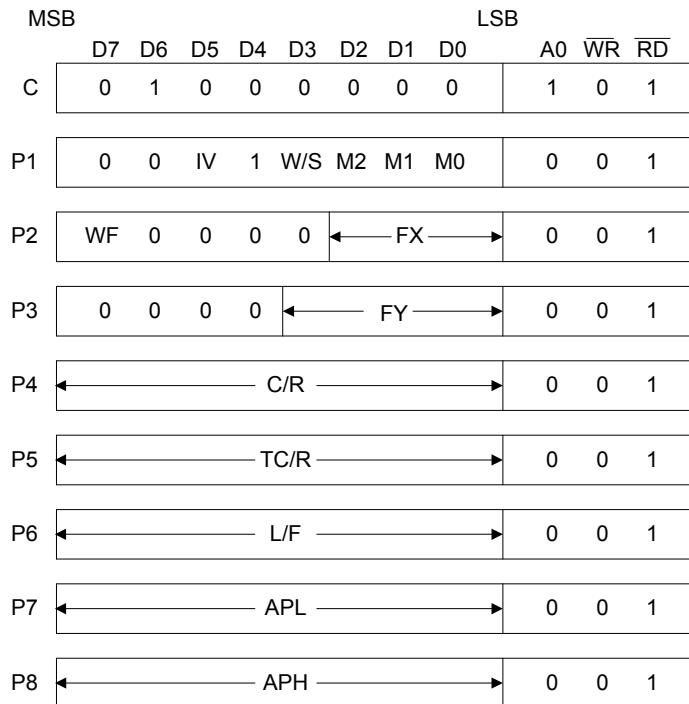 MSB LSB
D7 D6 D5 D4 D3 D2 D1 D0 A0 WR RD
C 0 1 0 0 0 0 0 0 1 0 1
P1 0 0 IV 1 W/S M2 M1 M0 0 0 1
P2 WF 0 0 0 0 FX 0 0 1
P3 0 0 0 0 FY 0 0 1
P4 C/R 0 0 1
P5 TC/R 0 0 1
P6 L/F 0 0 1
P7 APL 0 0 1
P8 APH 0 0 1